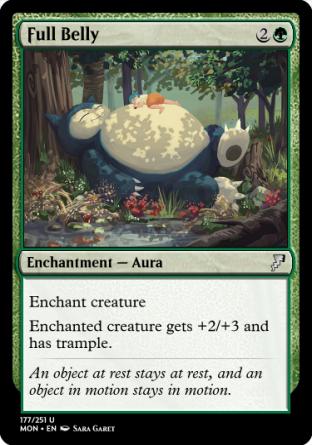 Full Belly 2
Enchantment — Aura
Enchant creature
Enchanted creature gets +2/+3 and
has trample.
An object at rest stays at rest, and an
object in motion stays in motion.
177/251 U
MON • EN Sara Garet